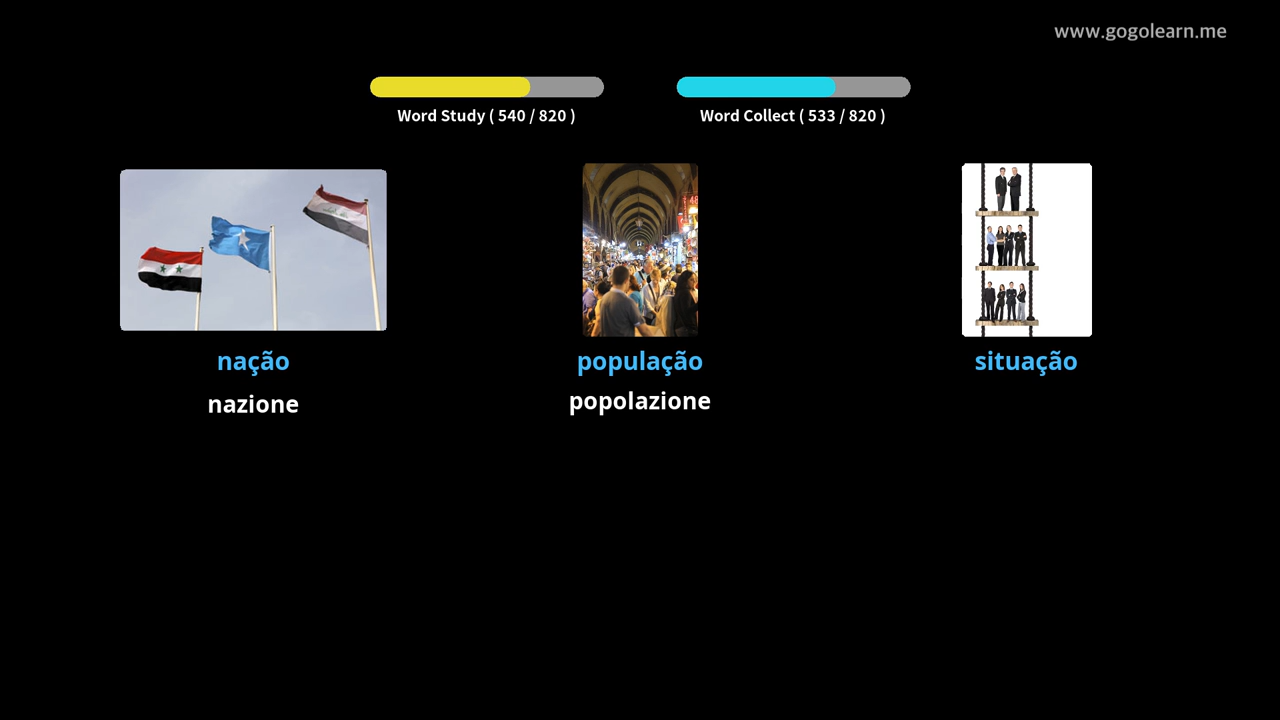 www.gogolearn.me
Word Study ( 540 / 820 )
Word Collect ( 533 / 820 )
nação
população
situação
nazione
popolazione